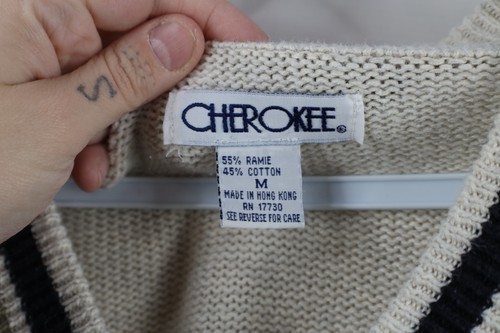 CHEROKEE®
55% RAMIE
45% COTTON
M
MADE IN HONG KONG
RN 17730
SEE REVERSE FOR CARE